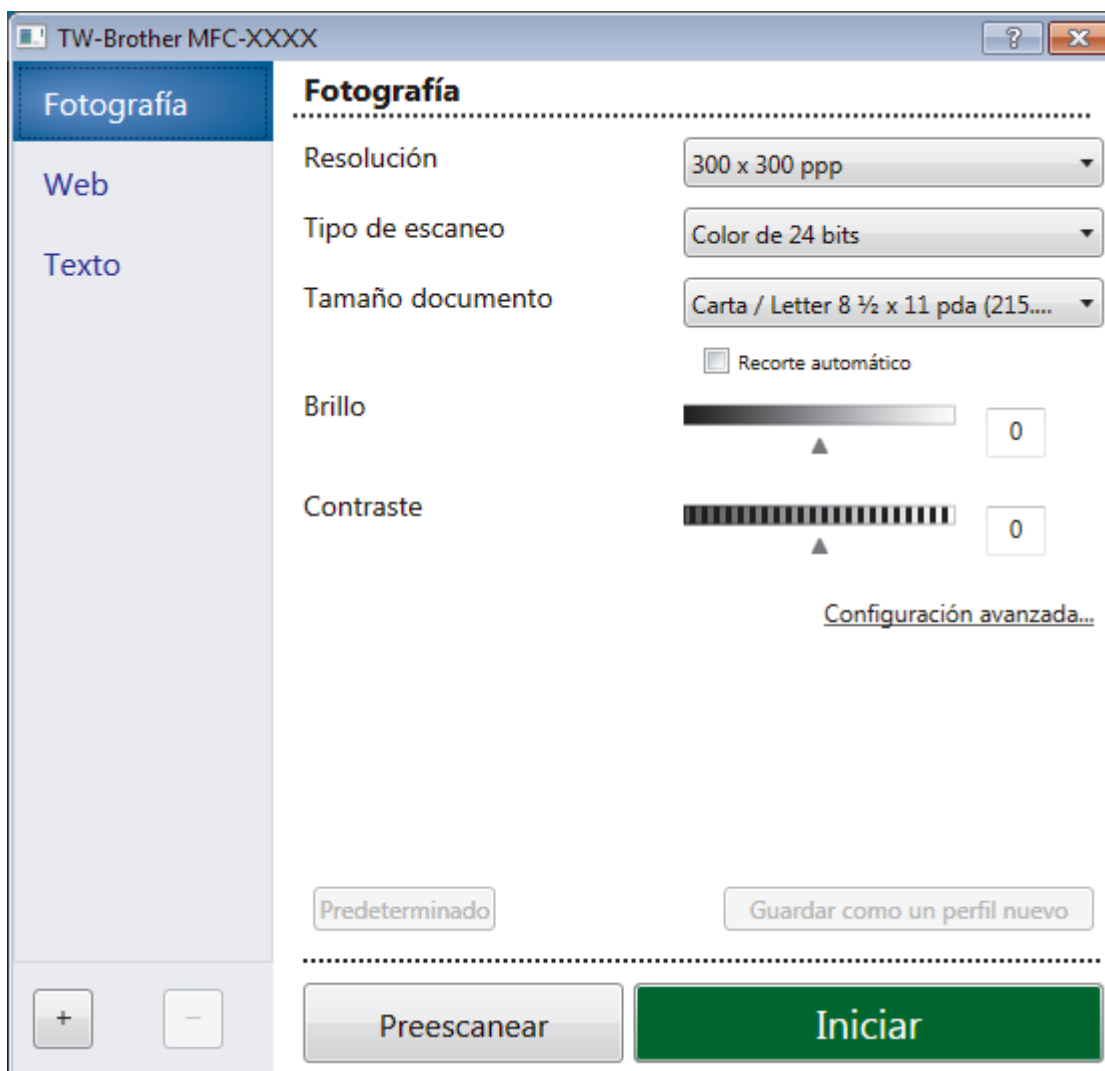 TW-Brother MFC-XXXX
?
Fotografía
Web
Texto
Fotografía
Resolución
300 x 300 ppp
Tipo de escaneo
Color de 24 bits
Tamaño documento
Carta / Letter 8 ½ x 11 pda (215....
Recorte automático
Brillo
0
Contraste
0
Configuración avanzada...
Predeterminado
Guardar como un perfil nuevo
+
−
Preescanear
Iniciar